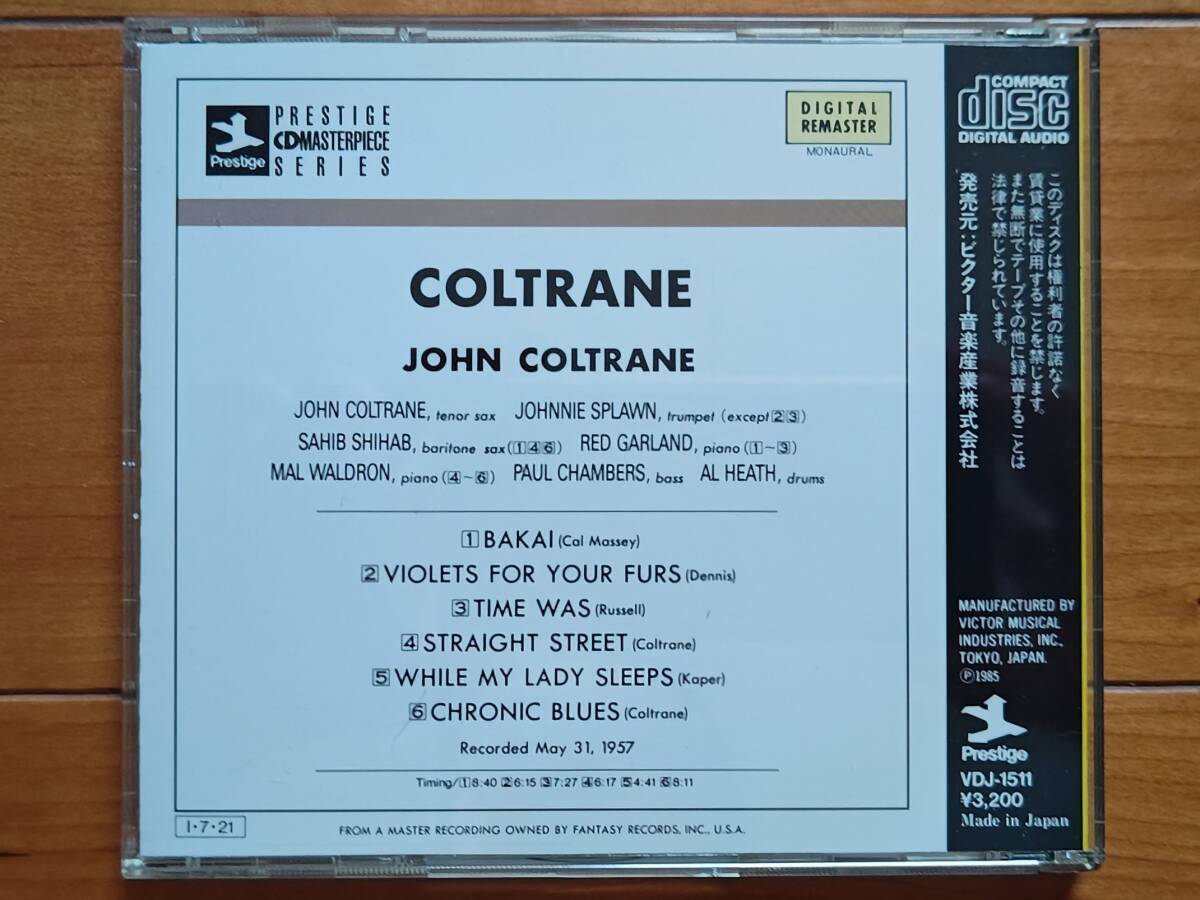 Prestige
PRESTIGE
CD MASTERPIECE
SERIES
DIGITAL
REMASTER
MONAURAL
COLTRANE
JOHN COLTRANE
JOHN COLTRANE, tenor sax JOHNNIE SPLAWN, trumpet (except 2 3)
SAHIB SHIHAB, baritone sax (1 4 6) RED GARLAND, piano (1~3)
MAL WALDRON, piano (4~6) PAUL CHAMBERS, bass AL HEATH, drums
1 BAKAI (Cal Massey)
2 VIOLETS FOR YOUR FURS (Dennis)
3 TIME WAS (Russell)
4 STRAIGHT STREET (Coltrane)
5 WHILE MY LADY SLEEPS (Kaper)
6 CHRONIC BLUES (Coltrane)
Recorded May 31, 1957
Timing/1 8:40 2 6:15 3 7:27 4 6:17 5 4:41 6 8:11
I・7・21
FROM A MASTER RECORDING OWNED BY FANTASY RECORDS, INC., U.S.A.
COMPACT
disc
DIGITAL AUDIO
このディスクは権利者の許諾なく
賃貸業に使用することを禁じます。
また無断でテープその他に録音することは
法律で禁じられています。
発売元:ビクター音楽産業株式会社
MANUFACTURED BY
VICTOR MUSICAL
INDUSTRIES, INC.,
TOKYO, JAPAN.
Ⓟ1985
Prestige
VDJ-1511
¥3,200
Made in Japan